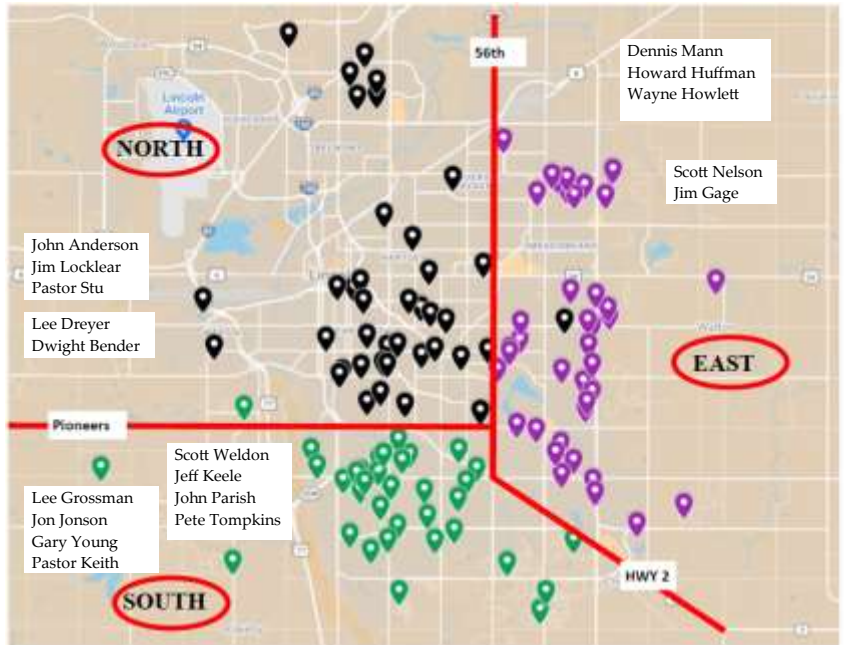 56th
Dennis Mann
Howard Huffman
Wayne Howlett
Lincoln
Airport
NORTH
Scott Nelson
Jim Gage
John Anderson
Jim Locklear
Pastor Stu
Lee Dreyer
Dwight Bender
EAST
Pioneers
Scott Weldon
Jeff Keele
John Parish
Pete Tompkins
Lee Grossman
Jon Jonson
Gary Young
Pastor Keith
HWY 2
SOUTH